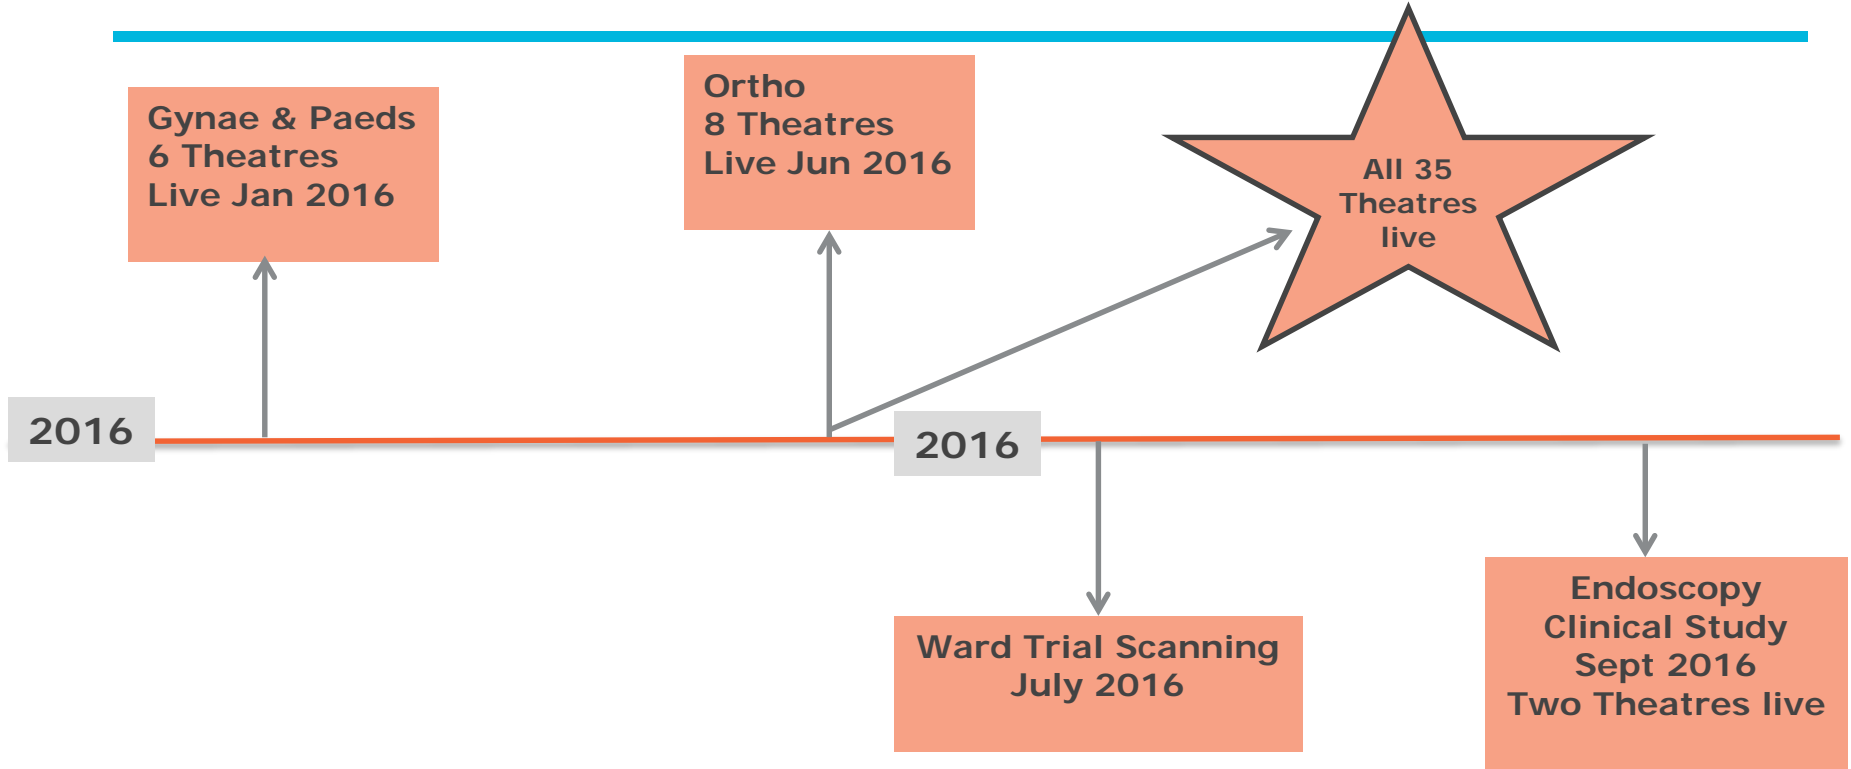 Gynae & Paeds
6 Theatres
Live Jan 2016
Ortho
8 Theatres
Live Jun 2016
All 35
Theatres
live
2016
2016
Ward Trial Scanning
July 2016
Endoscopy
Clinical Study
Sept 2016
Two Theatres live